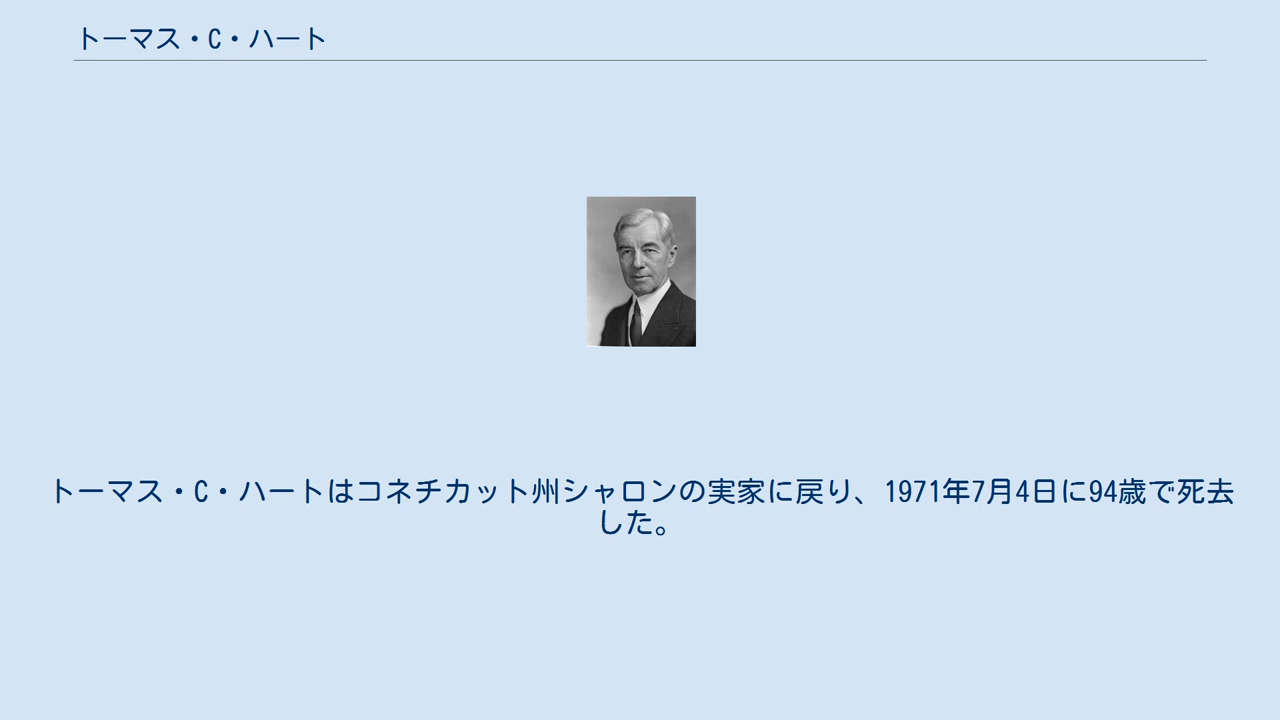 トーマス・C・ハート
トーマス・C・ハートはコネチカット州シャロンの実家に戻り、1971年7月4日に94歳で死去
した。